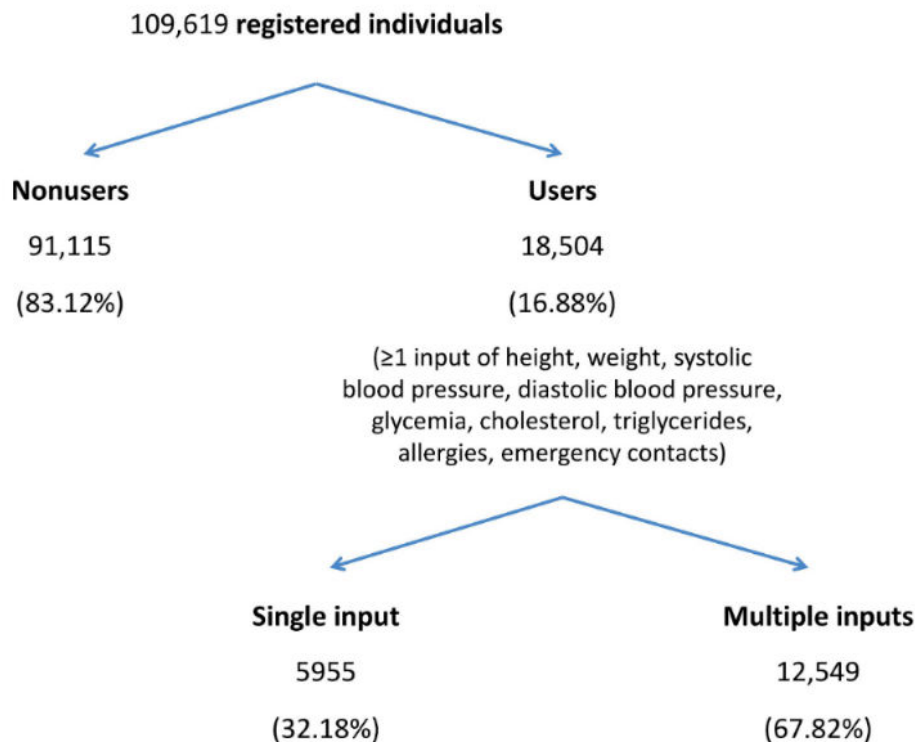 109,619 registered individuals
Nonusers
91,115
(83.12%)
Users
18,504
(16.88%)
(≥1 input of height, weight, systolic
blood pressure, diastolic blood pressure,
glycemia, cholesterol, triglycerides,
allergies, emergency contacts)
Single input
5955
(32.18%)
Multiple inputs
12,549
(67.82%)